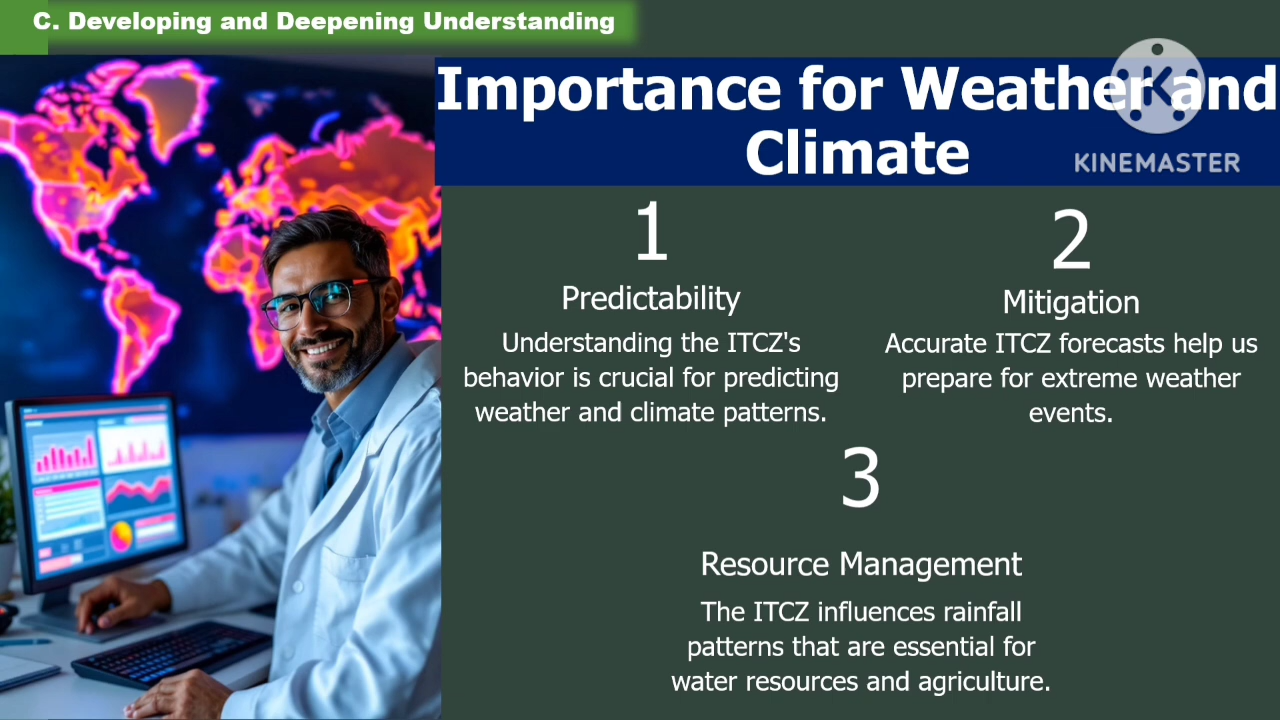 C. Developing and Deepening Understanding
Importance for Weather and
Climate
K
KINEMASTER
1
Predictability
Understanding the ITCZ's
behavior is crucial for predicting
weather and climate patterns.
2
Mitigation
Accurate ITCZ forecasts help us
prepare for extreme weather
events.
3
Resource Management
The ITCZ influences rainfall
patterns that are essential for
water resources and agriculture.